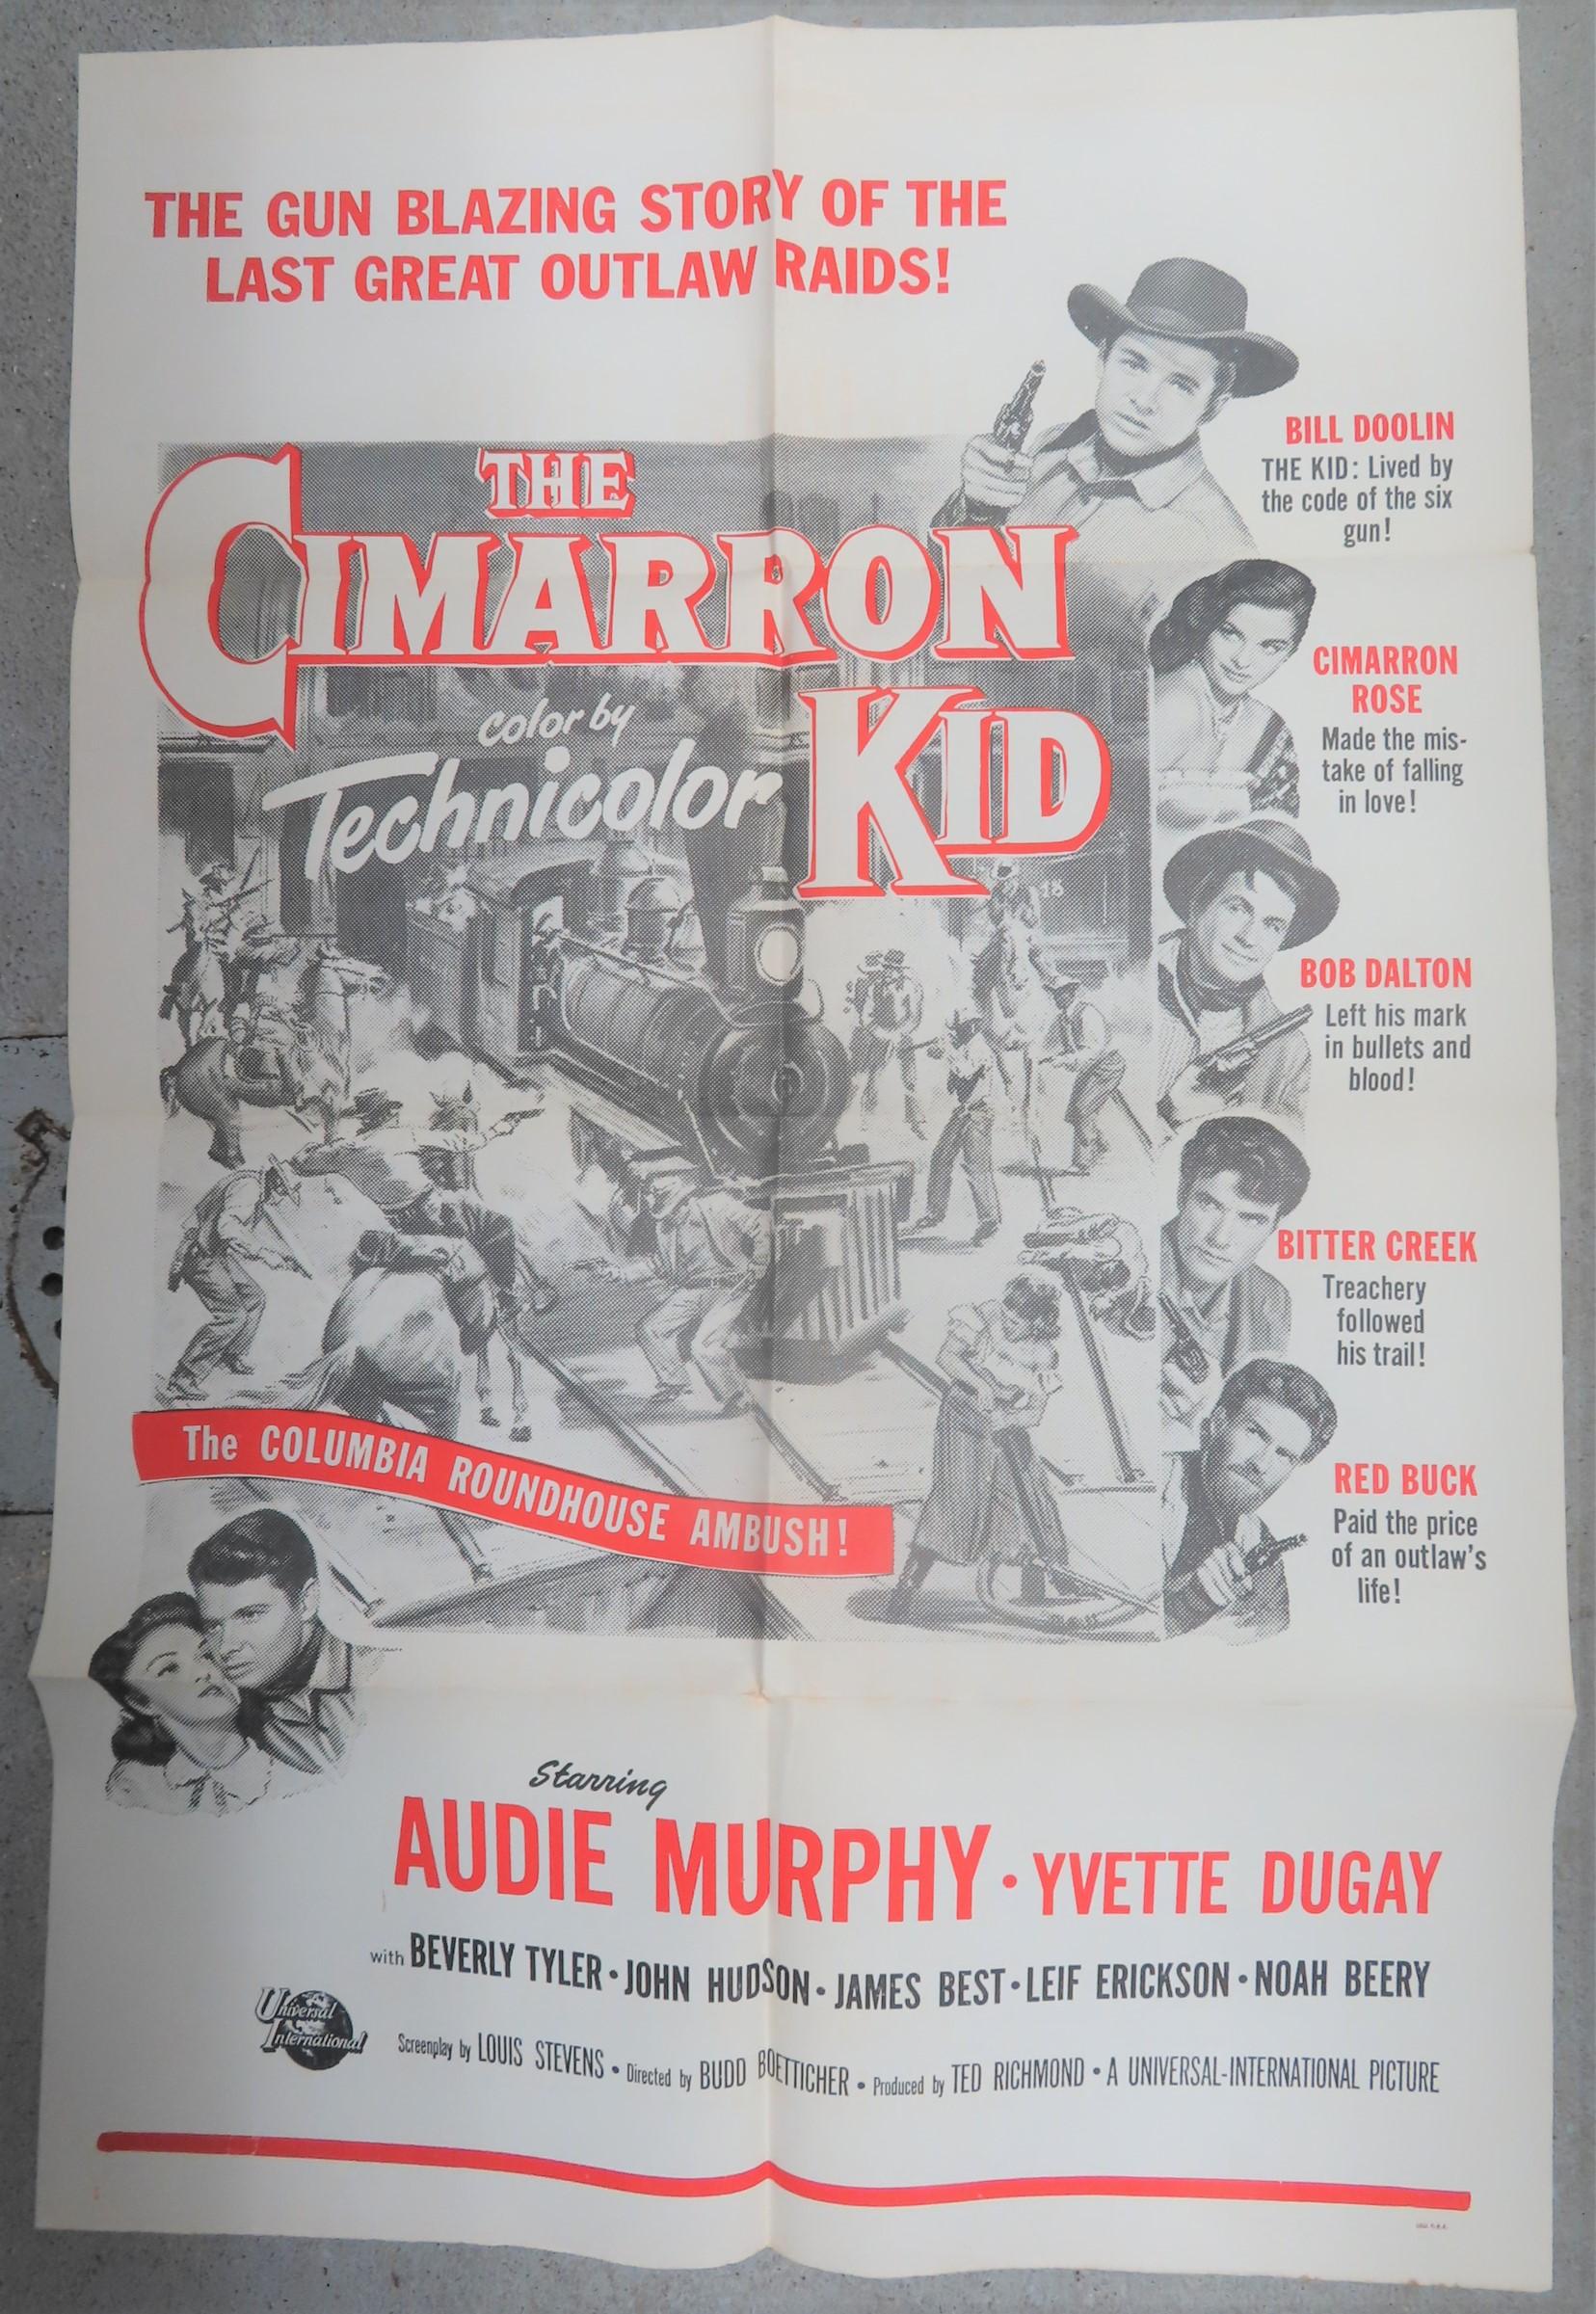 THE GUN BLAZING STORY OF THE
LAST GREAT OUTLAW RAIDS!
THE
CIMARRON
KID
color by
Technicolor
BILL DOOLIN
THE KID: Lived by
the code of the six
gun!
CIMARRON
ROSE
Made the mis-
take of falling
in love!
BOB DALTON
Left his mark
in bullets and
blood!
BITTER CREEK
Treachery
followed
his trail!
RED BUCK
Paid the price
of an outlaw's
life!
18
The COLUMBIA ROUNDHOUSE AMBUSH!
Starring
AUDIE MURPHY • YVETTE DUGAY
with BEVERLY TYLER • JOHN HUDSON • JAMES BEST • LEIF ERICKSON • NOAH BEERY
Universal
International
Screenplay by LOUIS STEVENS • Directed by BUDD BOETTICHER • Produced by TED RICHMOND • A UNIVERSAL-INTERNATIONAL PICTURE